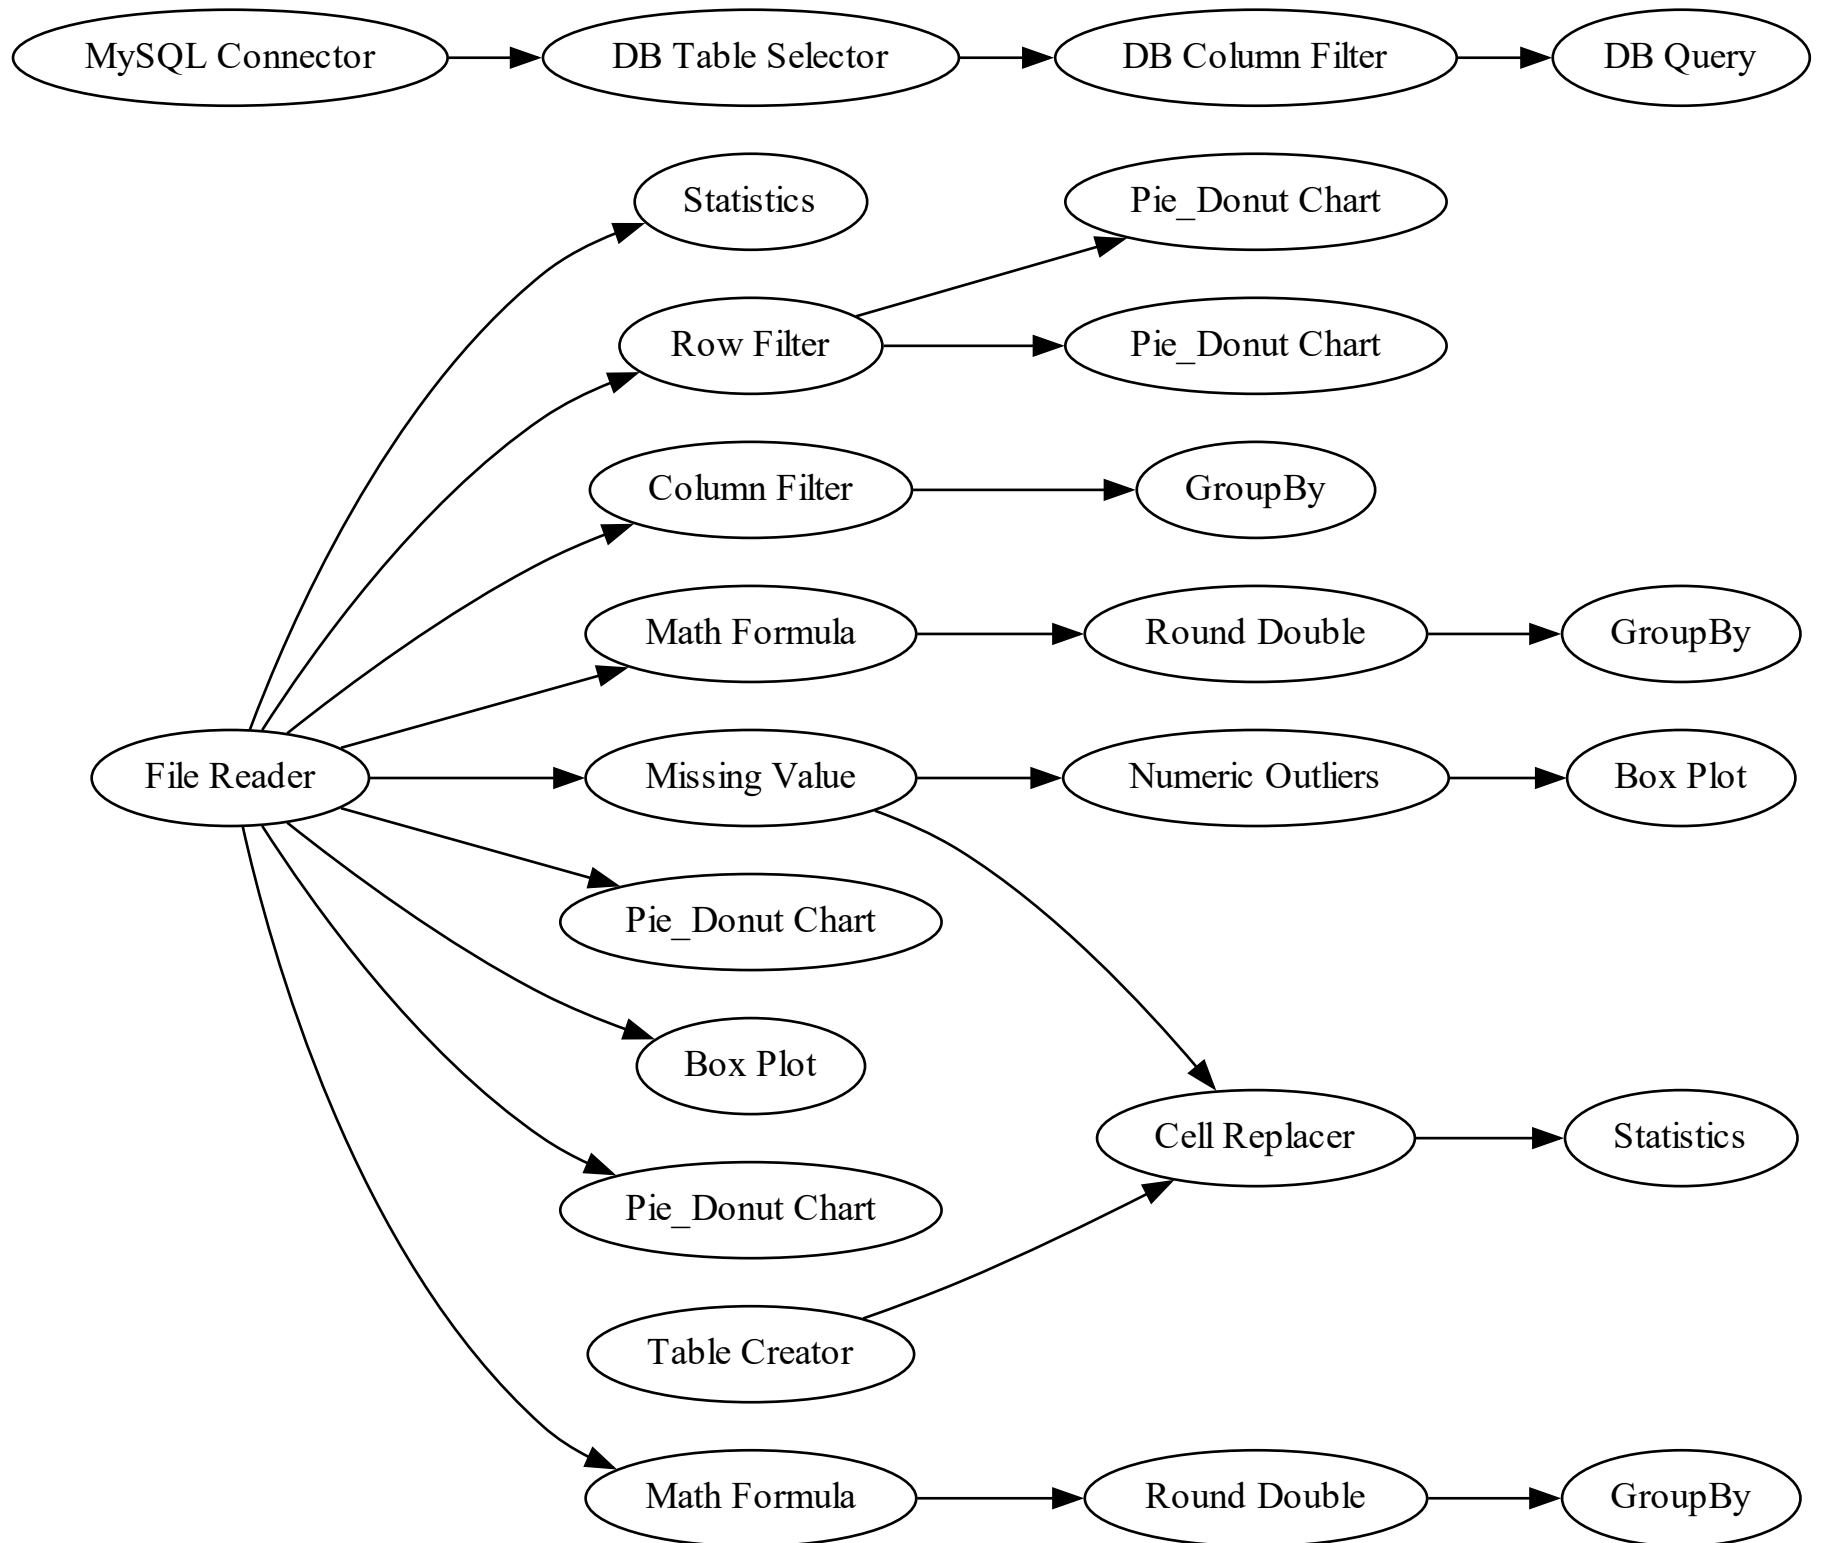 MySQL Connector
DB Table Selector
DB Column Filter
DB Query
Statistics
Pie_Donut Chart
Row Filter
Pie_Donut Chart
Column Filter
GroupBy
Math Formula
Round Double
GroupBy
File Reader
Missing Value
Numeric Outliers
Box Plot
Pie_Donut Chart
Box Plot
Cell Replacer
Statistics
Pie_Donut Chart
Table Creator
Math Formula
Round Double
GroupBy